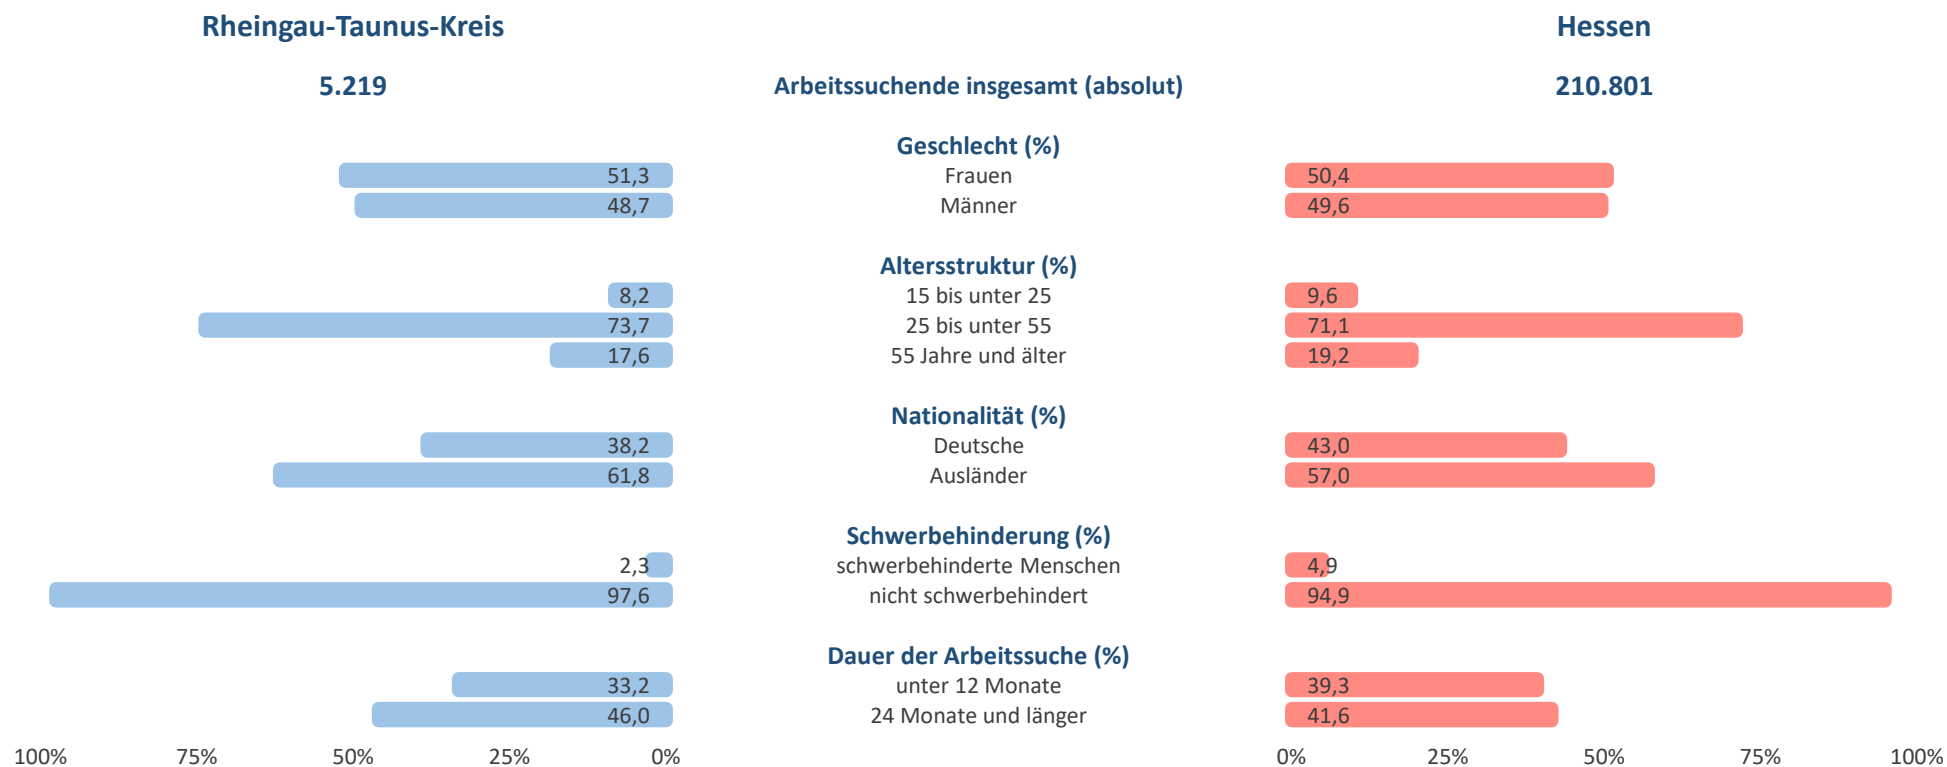 Rheingau-Taunus-Kreis Hessen
5.219 Arbeitssuchende insgesamt (absolut) 210.801
Geschlecht (%)
51,3 Frauen 50,4
48,7 Männer 49,6
Altersstruktur (%)
8,2 15 bis unter 25 9,6
73,7 25 bis unter 55 71,1
17,6 55 Jahre und älter 19,2
Nationalität (%)
38,2 Deutsche 43,0
61,8 Ausländer 57,0
Schwerbehinderung (%)
2,3 schwerbehinderte Menschen 4,9
97,6 nicht schwerbehindert 94,9
Dauer der Arbeitssuche (%)
33,2 unter 12 Monate 39,3
46,0 24 Monate und länger 41,6
100% 75% 50% 25% 0% 0% 25% 50% 75% 100%